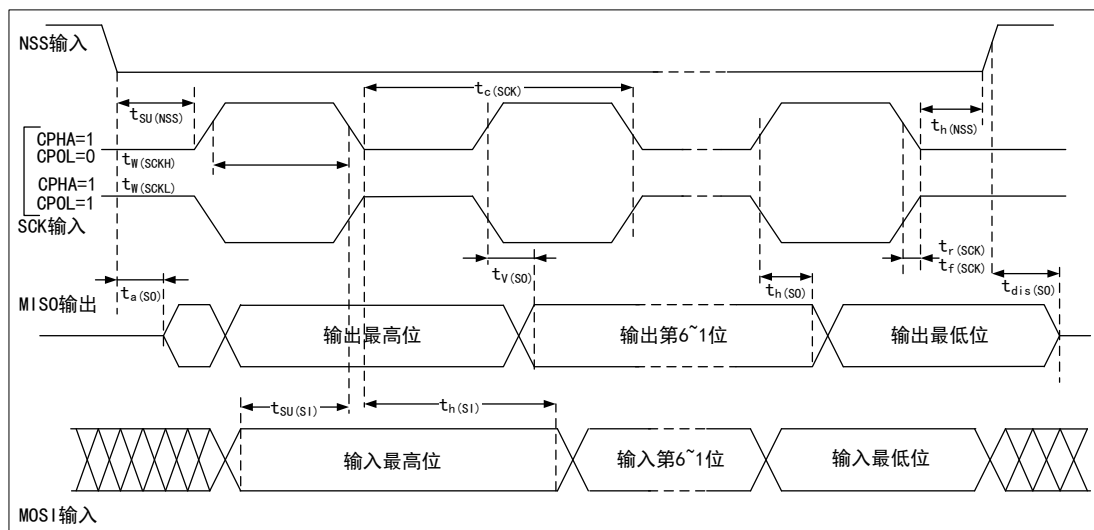 NSS输入
tc(SCK)
tSU(NSS)
th(NSS)
CPHA=1
CPOL=0
tW(SCKH)
CPHA=1
tW(SCKL)
CPOL=1
SCK输入
tV(SO)
tr(SCK)
tf(SCK)
ta(SO)
th(SO)
tdis(SO)
MISO输出
输出最高位
输出第6~1位
输出最低位
tSU(SI)
th(SI)
输入最高位
输入第6~1位
输入最低位
MOSI输入